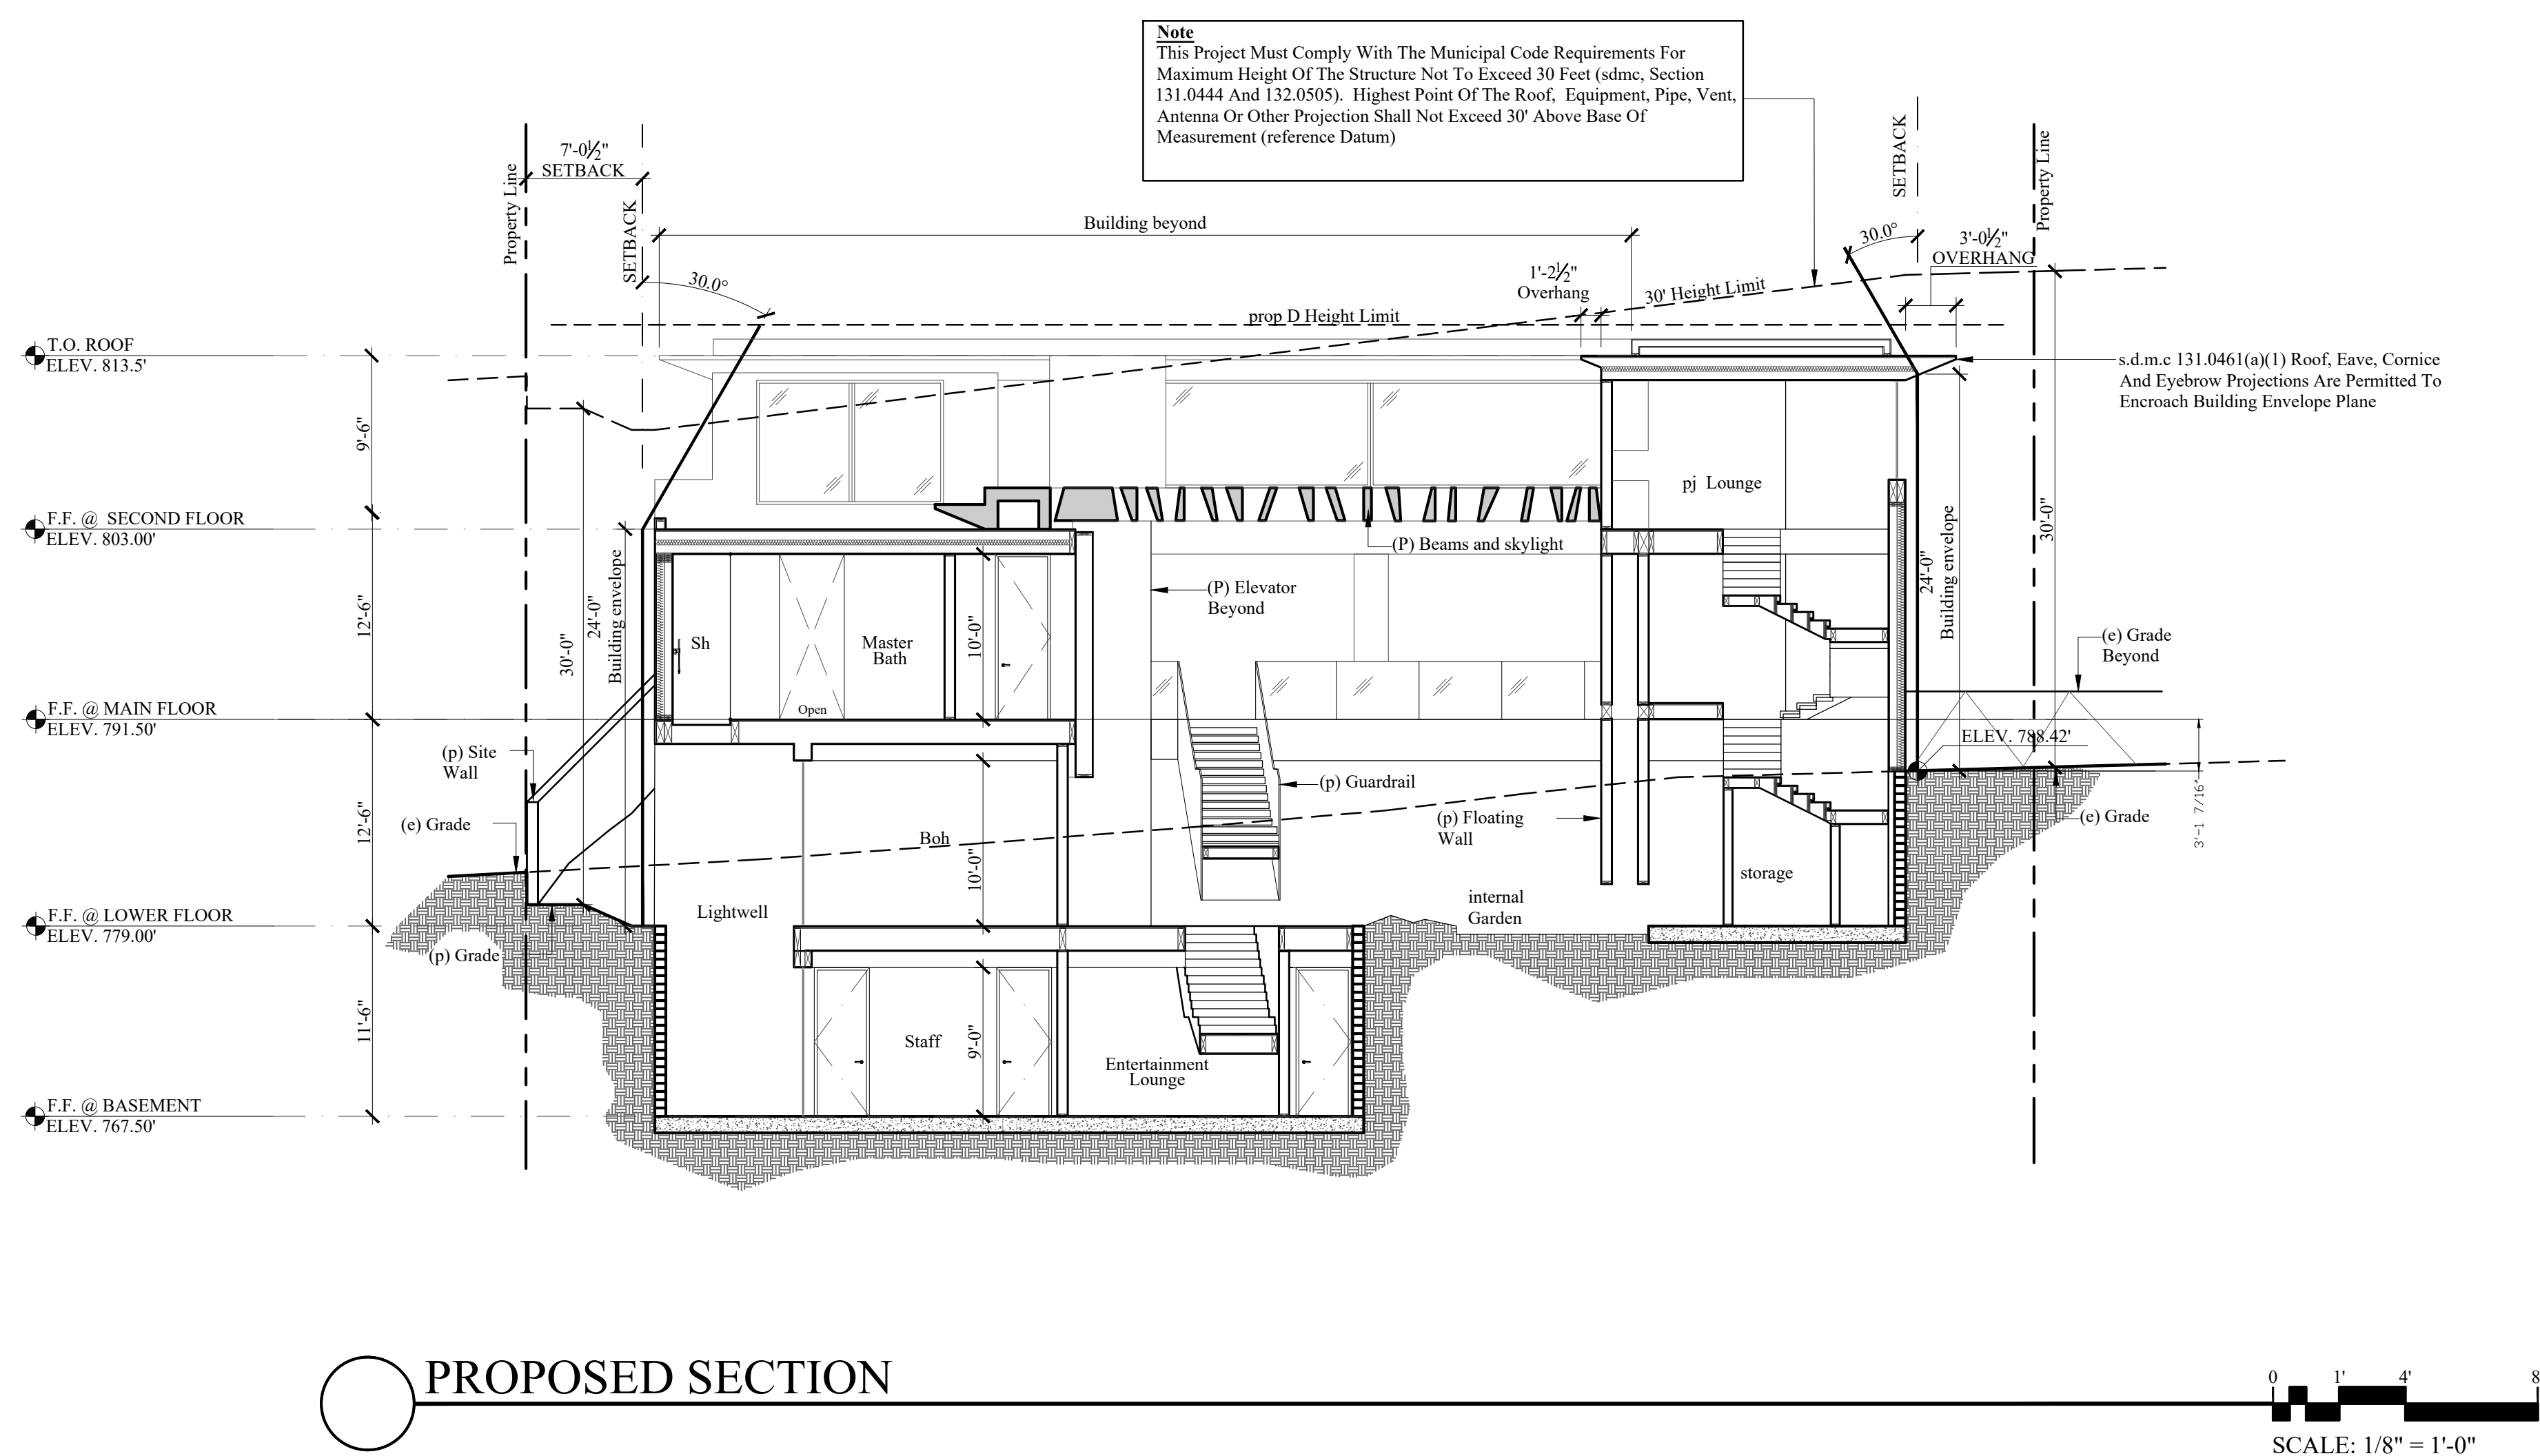 Note
This Project Must Comply With The Municipal Code Requirements For
Maximum Height Of The Structure Not To Exceed 30 Feet (sdmc, Section
131.0444 And 132.0505).  Highest Point Of The Roof,  Equipment, Pipe, Vent,
Antenna Or Other Projection Shall Not Exceed 30' Above Base Of
Measurement (reference Datum)
7'-0½"
SETBACK
Property Line
SETBACK
30.0°
Building beyond
1'-2½"
Overhang
30' Height Limit
prop D Height Limit
SETBACK
30.0°
3'-0½"
OVERHANG
Property Line
s.d.m.c 131.0461(a)(1) Roof, Eave, Cornice
And Eyebrow Projections Are Permitted To
Encroach Building Envelope Plane
T.O. ROOF
ELEV. 813.5'
9'-6"
F.F. @  SECOND FLOOR
ELEV. 803.00'
12'-6"
F.F. @ MAIN FLOOR
ELEV. 791.50'
12'-6"
F.F. @ LOWER FLOOR
ELEV. 779.00'
11'-6"
F.F. @ BASEMENT
ELEV. 767.50'
30'-0"
24'-0"
Building envelope
(p) Site
Wall
(e) Grade
(p) Grade
Sh
Open
Master
Bath
10'-0"
(P) Elevator
Beyond
(P) Beams and skylight
pj  Lounge
24'-0"
Building envelope
30'-0"
(e) Grade
Beyond
ELEV. 788.42'
3'-1 7/16"
(e) Grade
Lightwell
Boh
10'-0"
(p) Guardrail
(p) Floating
Wall
internal
Garden
storage
Staff
9'-0"
Entertainment
Lounge
PROPOSED SECTION
0 1' 4' 8
SCALE: 1/8" = 1'-0"